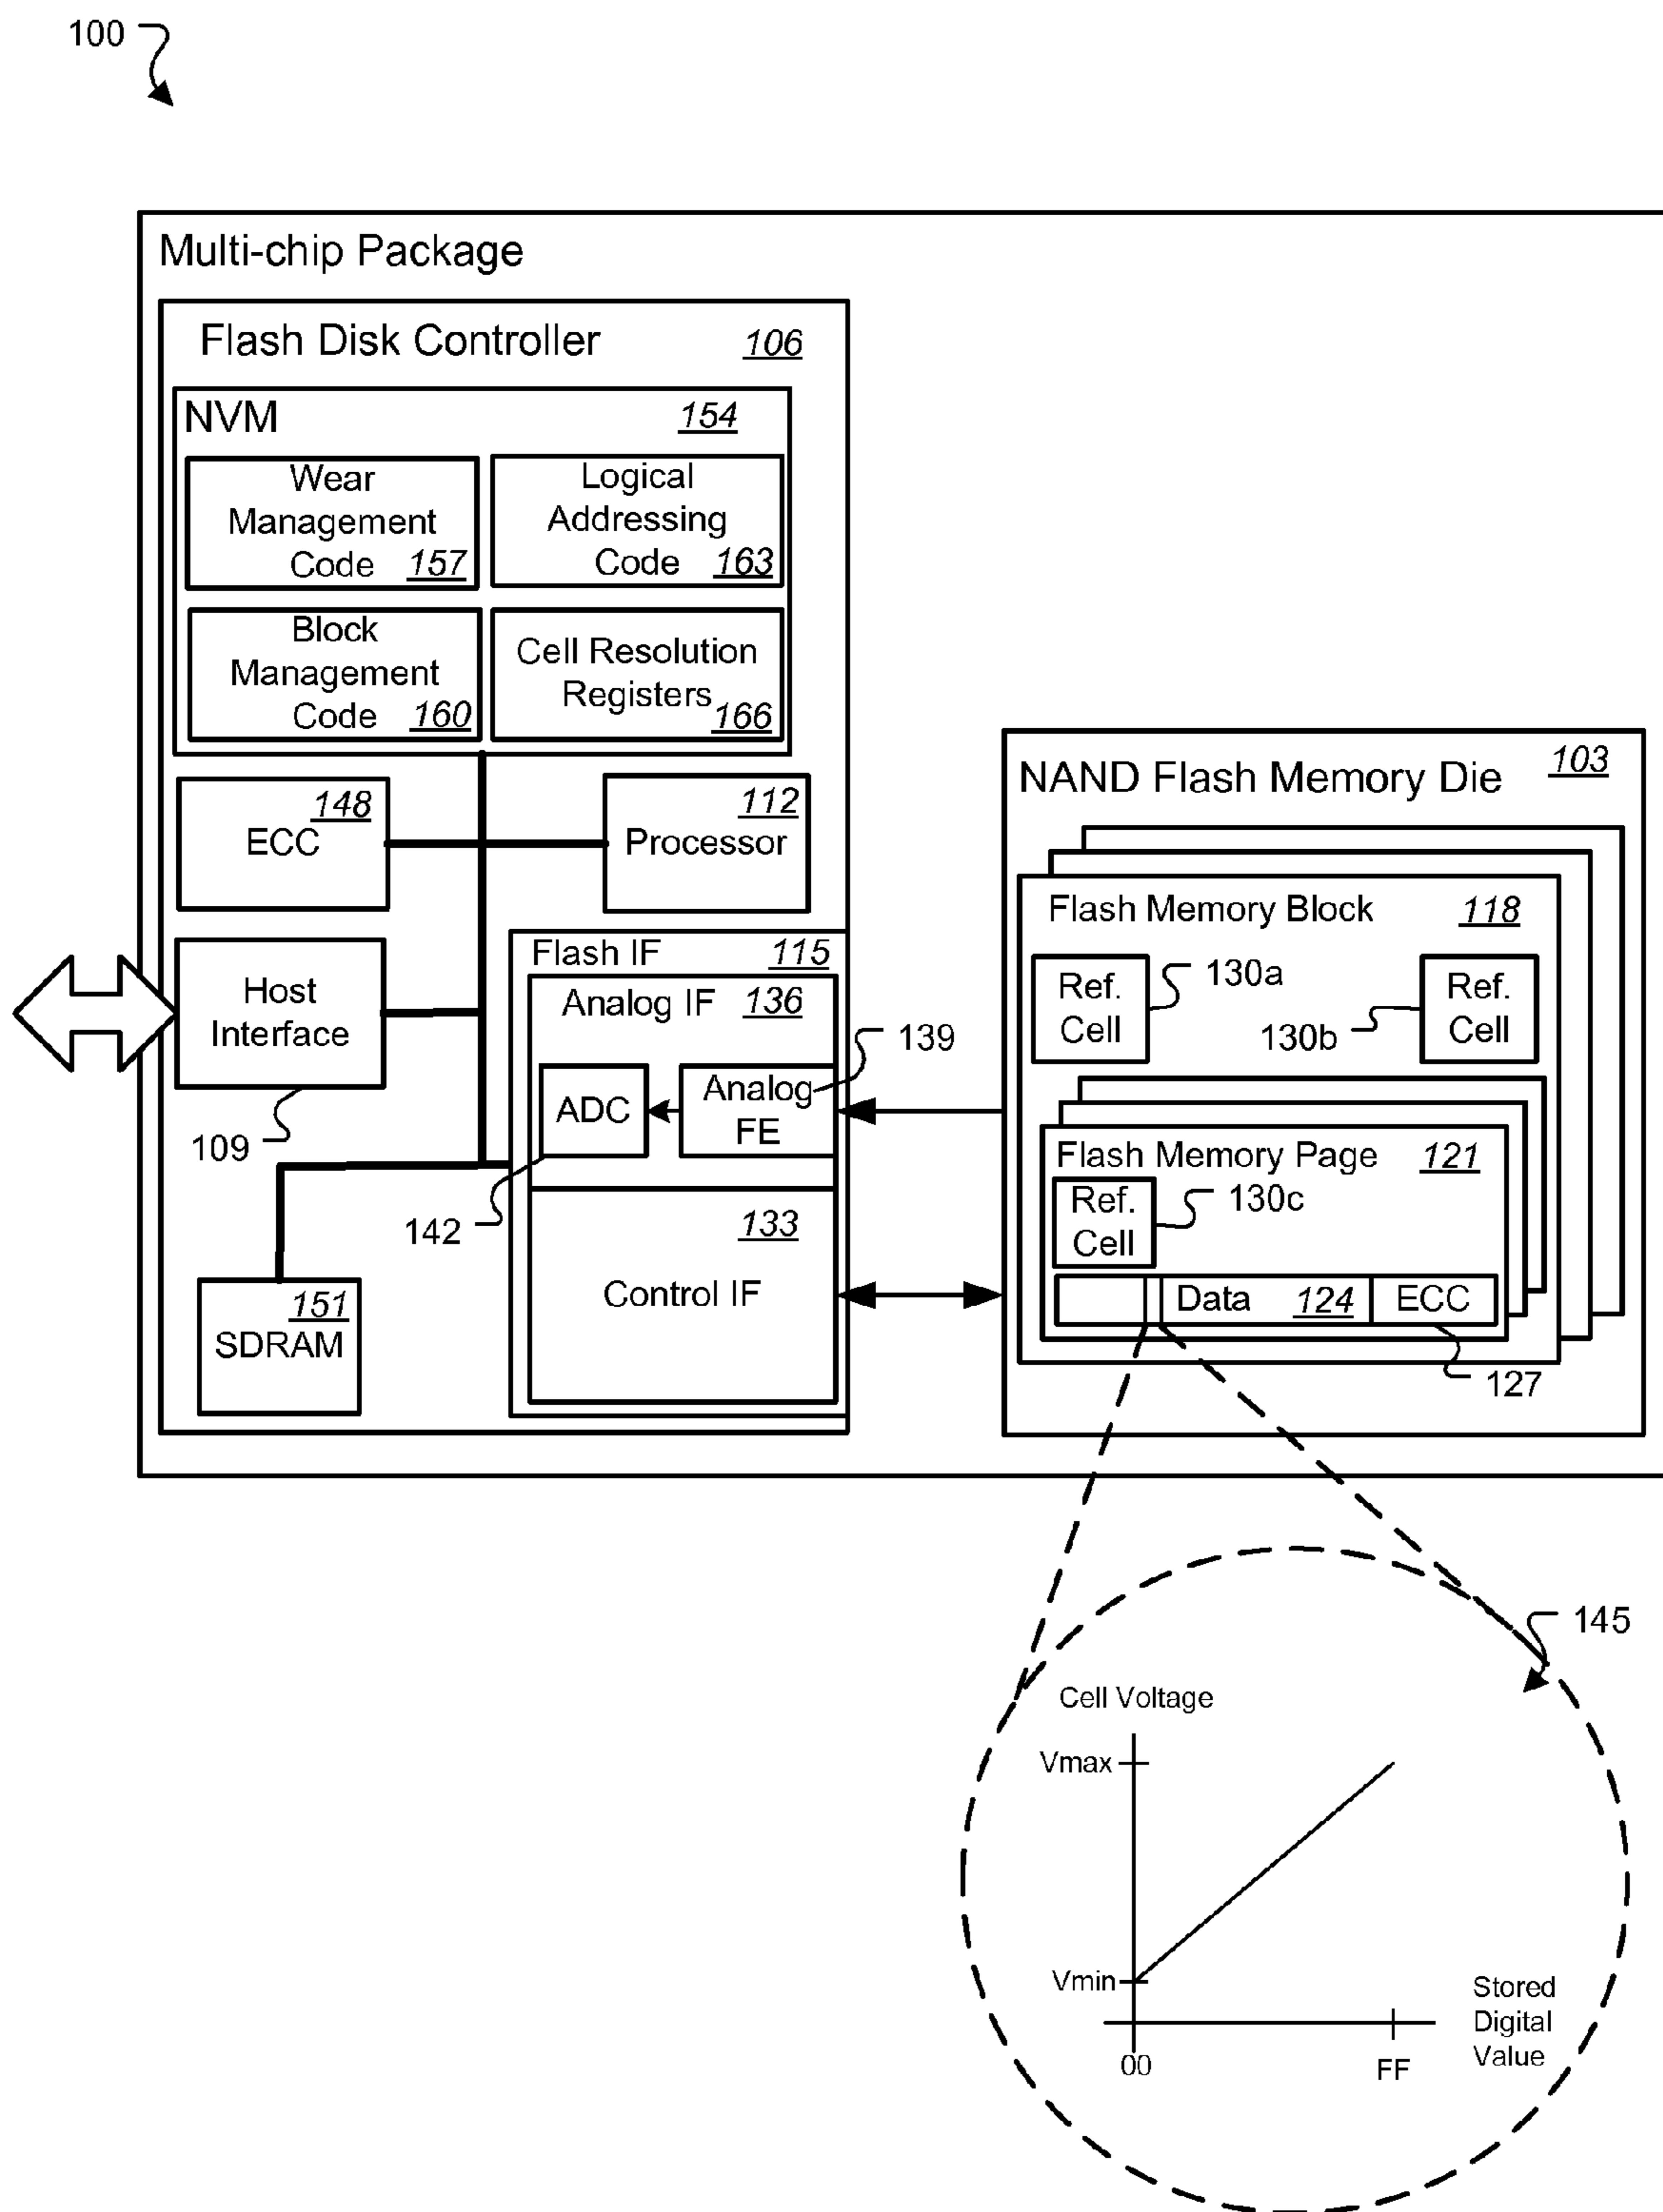 100
Multi-chip Package
Flash Disk Controller 106
NVM 154
Wear
Management
Code 157
Logical
Addressing
Code 163
Block
Management
Code 160
Cell Resolution
Registers 166
148
ECC
112
Processor
Host
Interface
109
Flash IF 115
Analog IF 136
139
ADC
Analog
FE
142
133
Control IF
151
SDRAM
NAND Flash Memory Die 103
Flash Memory Block 118
Ref.
Cell
130a
130b
Ref.
Cell
Flash Memory Page 121
Ref.
Cell
130c
Data 124 ECC
127
145
Cell Voltage
Vmax
Vmin
00
FF
Stored
Digital
Value